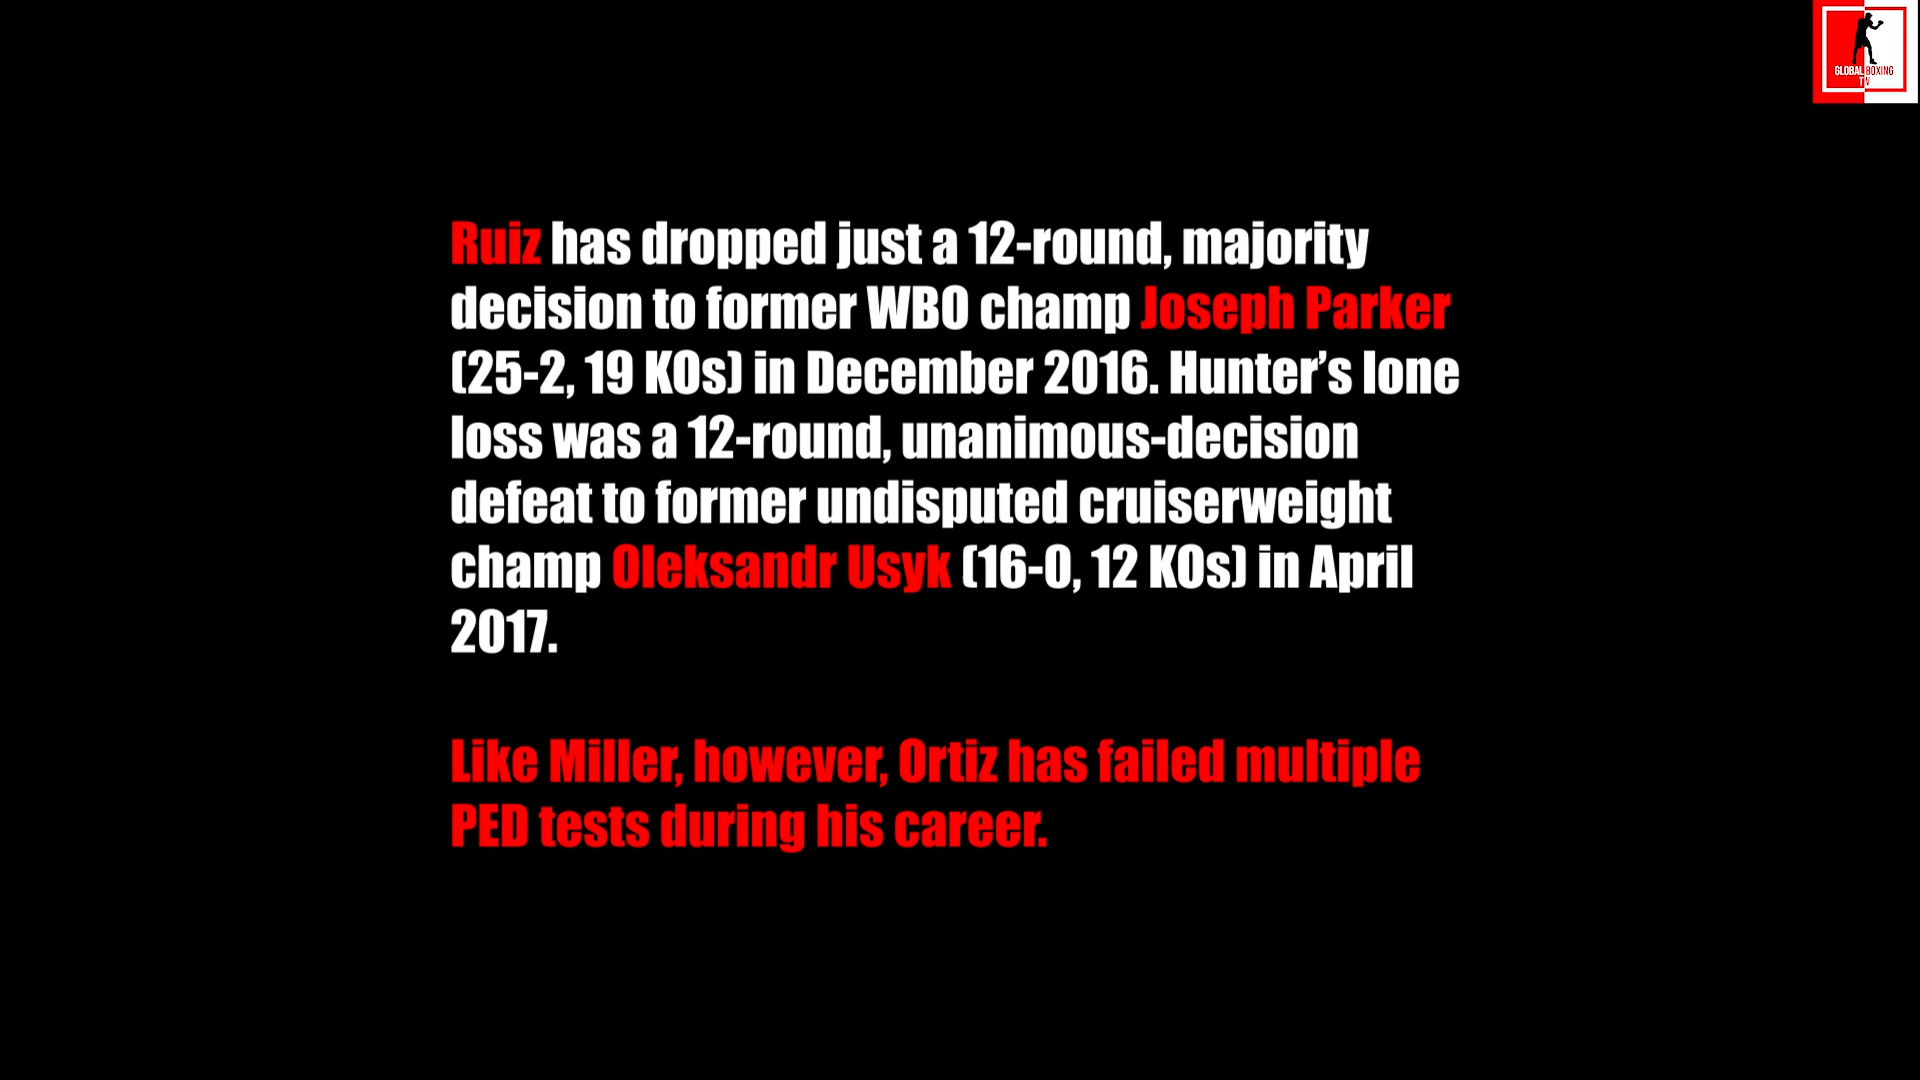 GLOBAL BOXING
TV
Ruiz has dropped just a 12-round, majority
decision to former WBO champ Joseph Parker
(25-2, 19 KOs) in December 2016. Hunter’s lone
loss was a 12-round, unanimous-decision
defeat to former undisputed cruiserweight
champ Oleksandr Usyk (16-0, 12 KOs) in April
2017.
Like Miller, however, Ortiz has failed multiple
PED tests during his career.